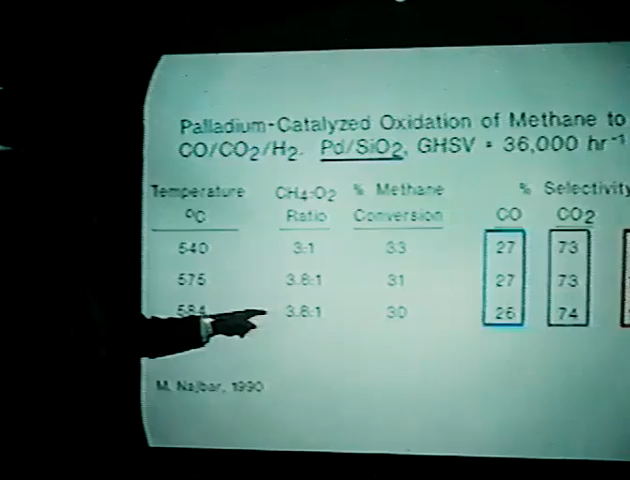 Palladium-Catalyzed Oxidation of Methane to
CO/CO2/H2. Pd/SiO2, GHSV = 36,000 hr-1
Temperature CH4:O2 % Methane % Selectivity
ºC Ratio Conversion CO CO2
540 3:1 33 27 73
575 3.8:1 31 27 73
584 3.8:1 30 26 74
M. Najbar, 1990